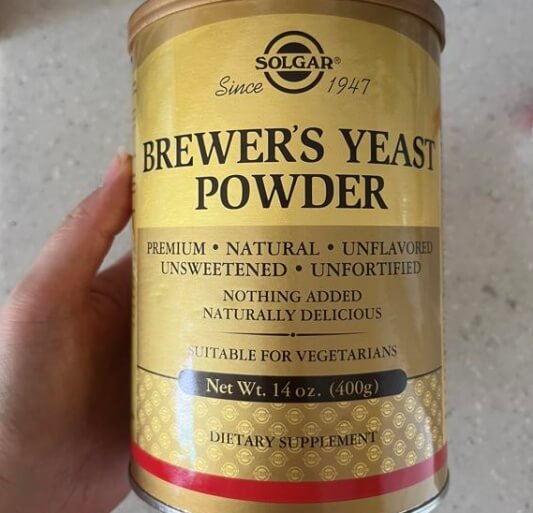 SOLGAR®
Since 1947
BREWER'S YEAST
POWDER
PREMIUM • NATURAL • UNFLAVORED
UNSWEETENED • UNFORTIFIED
NOTHING ADDED
NATURALLY DELICIOUS
SUITABLE FOR VEGETARIANS
Net Wt. 14 oz. (400g)
DIETARY SUPPLEMENT